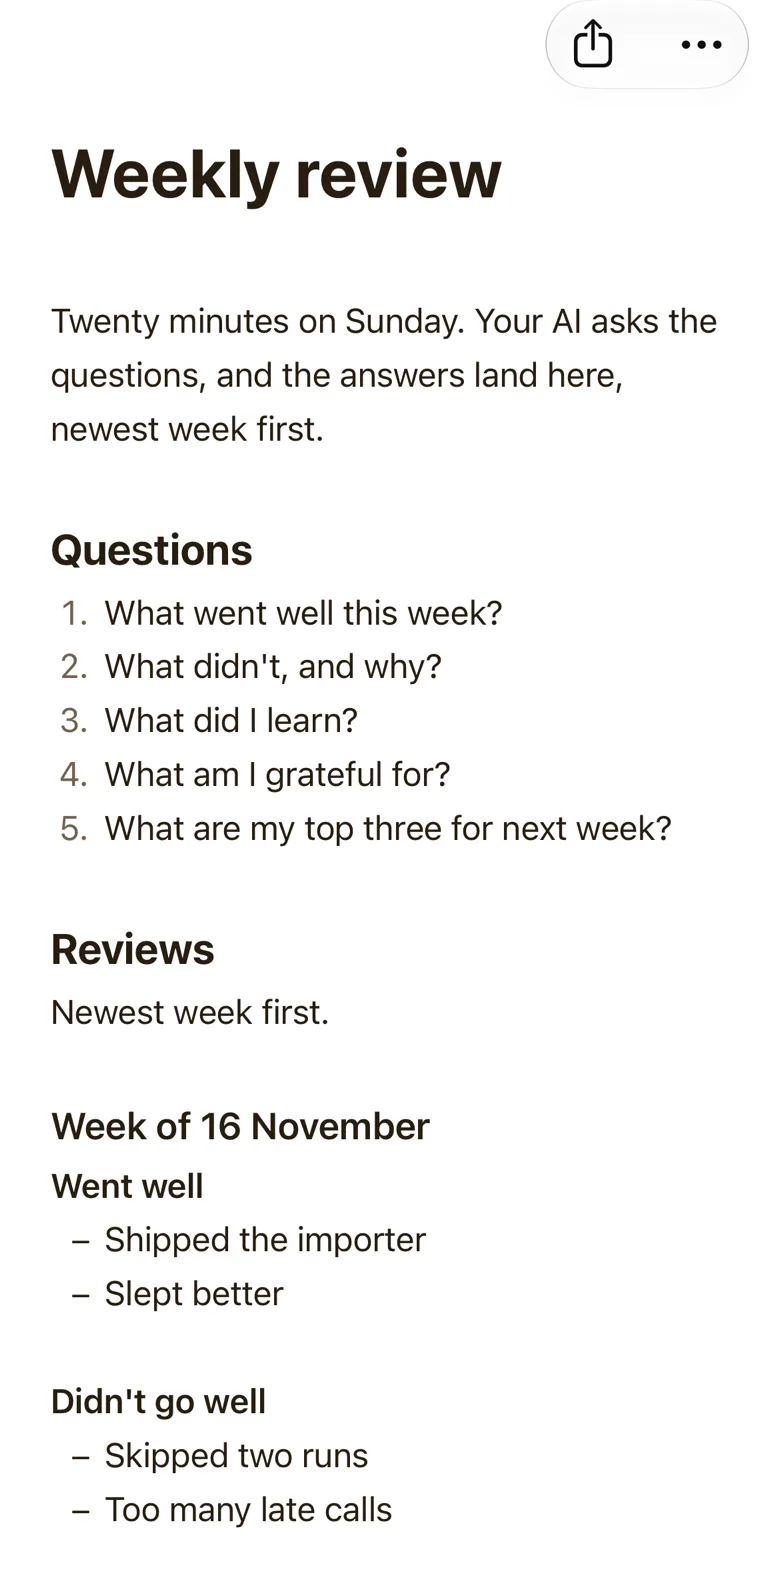 Weekly review
Twenty minutes on Sunday. Your AI asks the
questions, and the answers land here,
newest week first.
Questions
1. What went well this week?
2. What didn't, and why?
3. What did I learn?
4. What am I grateful for?
5. What are my top three for next week?
Reviews
Newest week first.
Week of 16 November
Went well
– Shipped the importer
– Slept better
Didn't go well
– Skipped two runs
– Too many late calls